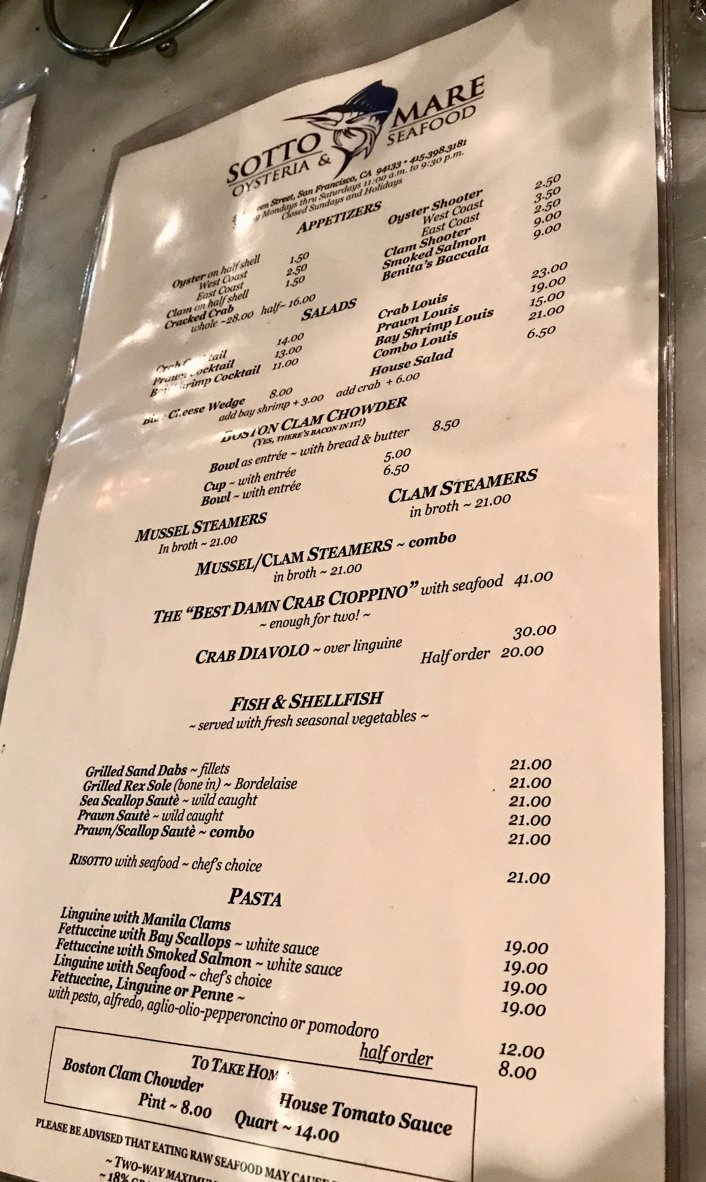 SOTTO MARE
OYSTERIA & SEAFOOD
Street, San Francisco, CA 94133 • 415.398.3181
Mondays thru Saturdays 11:00 a.m. to 9:30 p.m.
Closed Sundays and Holidays
APPETIZERS
Oyster on half shell
West Coast 1.50
East Coast 2.50
Clam on half shell 1.50
Cracked Crab
whole ~28.00 half~ 16.00
Oyster Shooter
West Coast 2.50
East Coast 3.50
Clam Shooter 2.50
Smoked Salmon 9.00
Benita's Baccala 9.00
SALADS
Crab Cocktail 14.00
Prawn Cocktail 13.00
Bay Shrimp Cocktail 11.00
Crab Louis 23.00
Prawn Louis 19.00
Bay Shrimp Louis 15.00
Combo Louis 21.00
House Salad 6.50
Cheese Wedge 8.00
add bay shrimp + 3.00 add crab + 6.00
BOSTON CLAM CHOWDER
(YES, THERE'S BACON IN IT!)
Bowl as entrée ~ with bread & butter 8.50
Cup ~ with entrée 5.00
Bowl ~ with entrée 6.50
MUSSEL STEAMERS
In broth ~ 21.00
CLAM STEAMERS
in broth ~ 21.00
MUSSEL/CLAM STEAMERS ~ combo
in broth ~ 21.00
THE "BEST DAMN CRAB CIOPPINO" with seafood 41.00
~ enough for two! ~
CRAB DIAVOLO ~ over linguine 30.00
Half order 20.00
FISH & SHELLFISH
~ served with fresh seasonal vegetables ~
Grilled Sand Dabs ~ fillets 21.00
Grilled Rex Sole (bone in) ~ Bordelaise 21.00
Sea Scallop Sautè ~ wild caught 21.00
Prawn Sautè ~ wild caught 21.00
Prawn/Scallop Sautè ~ combo 21.00
RISOTTO with seafood ~ chef's choice 21.00
PASTA
Linguine with Manila Clams 19.00
Fettuccine with Bay Scallops ~ white sauce 19.00
Fettuccine with Smoked Salmon ~ white sauce 19.00
Linguine with Seafood ~ chef's choice 19.00
Fettuccine, Linguine or Penne ~
with pesto, alfredo, aglio-olio-pepperoncino or pomodoro 12.00
half order 8.00
TO TAKE HOM
Boston Clam Chowder House Tomato Sauce
Pint ~ 8.00 Quart ~ 14.00
PLEASE BE ADVISED THAT EATING RAW SEAFOOD MAY CAUSE
~ TWO-WAY MAXIMU
~ 18%